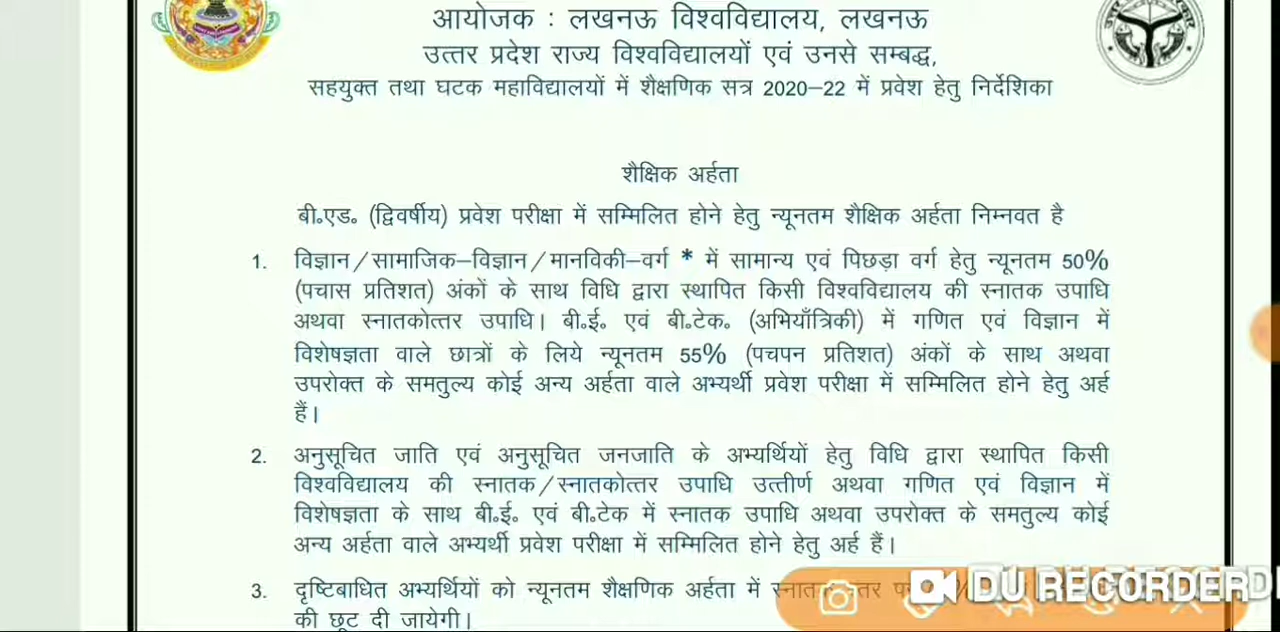 आयोजक : लखनऊ विश्वविद्यालय, लखनऊ
उत्तर प्रदेश राज्य विश्वविद्यालयों एवं उनसे सम्बद्ध,
सहयुक्त तथा घटक महाविद्यालयों में शैक्षणिक सत्र 2020–22 में प्रवेश हेतु निर्देशिका
शैक्षिक अर्हता
बी०एड० (द्विवर्षीय) प्रवेश परीक्षा में सम्मिलित होने हेतु न्यूनतम शैक्षिक अर्हता निम्नवत है
1. विज्ञान/सामाजिक–विज्ञान/मानविकी–वर्ग * में सामान्य एवं पिछड़ा वर्ग हेतु न्यूनतम 50%
(पचास प्रतिशत) अंकों के साथ विधि द्वारा स्थापित किसी विश्वविद्यालय की स्नातक उपाधि
अथवा स्नातकोत्तर उपाधि। बी०ई० एवं बी०टेक० (अभियाँत्रिकी) में गणित एवं विज्ञान में
विशेषज्ञता वाले छात्रों के लिये न्यूनतम 55% (पचपन प्रतिशत) अंकों के साथ अथवा
उपरोक्त के समतुल्य कोई अन्य अर्हता वाले अभ्यर्थी प्रवेश परीक्षा में सम्मिलित होने हेतु अर्ह
हैं।
2. अनुसूचित जाति एवं अनुसूचित जनजाति के अभ्यर्थियों हेतु विधि द्वारा स्थापित किसी
विश्वविद्यालय की स्नातक/स्नातकोत्तर उपाधि उत्तीर्ण अथवा गणित एवं विज्ञान में
विशेषज्ञता के साथ बी०ई० एवं बी०टेक में स्नातक उपाधि अथवा उपरोक्त के समतुल्य कोई
अन्य अर्हता वाले अभ्यर्थी प्रवेश परीक्षा में सम्मिलित होने हेतु अर्ह हैं।
3. दृष्टिबाधित अभ्यर्थियों को न्यूनतम शैक्षणिक अर्हता में
की छूट दी जायेगी।
DU RECORDER